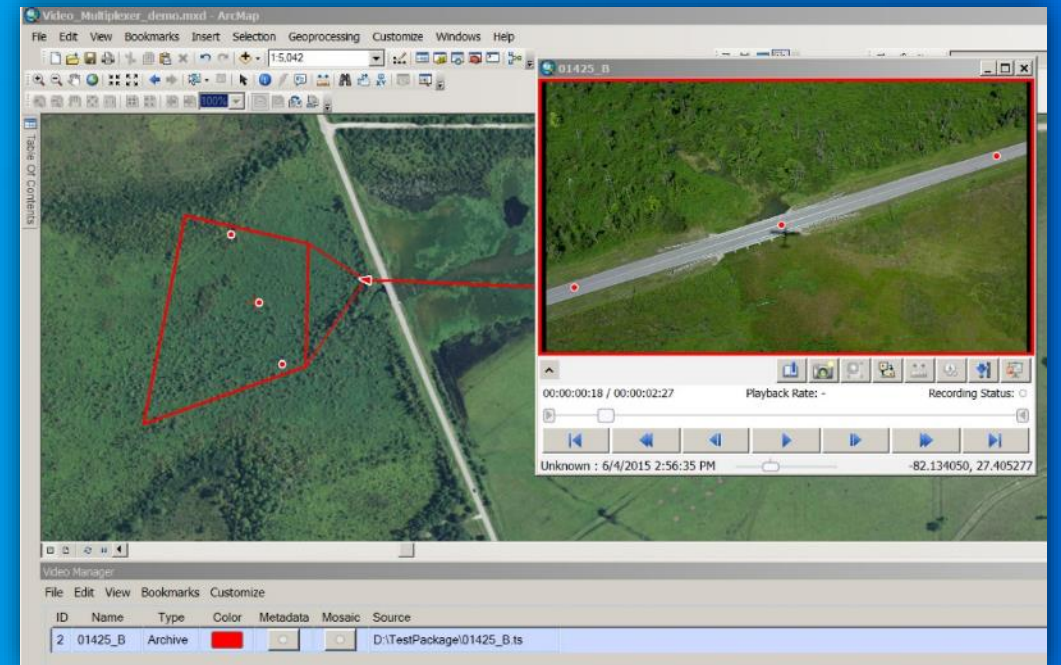 Video_Multiplexer_demo.mxd - ArcMap
File Edit View Bookmarks Insert Selection Geoprocessing Customize Windows Help
1:5,042
100%
Table Of Contents
01425_B
00:00:00:18 / 00:00:02:27 Playback Rate: - Recording Status:
Unknown : 6/4/2015 2:56:35 PM -82.134050, 27.405277
Video Manager
File Edit View Bookmarks Customize
ID Name Type Color Metadata Mosaic Source
2 01425_B Archive D:\TestPackage\01425_B.ts